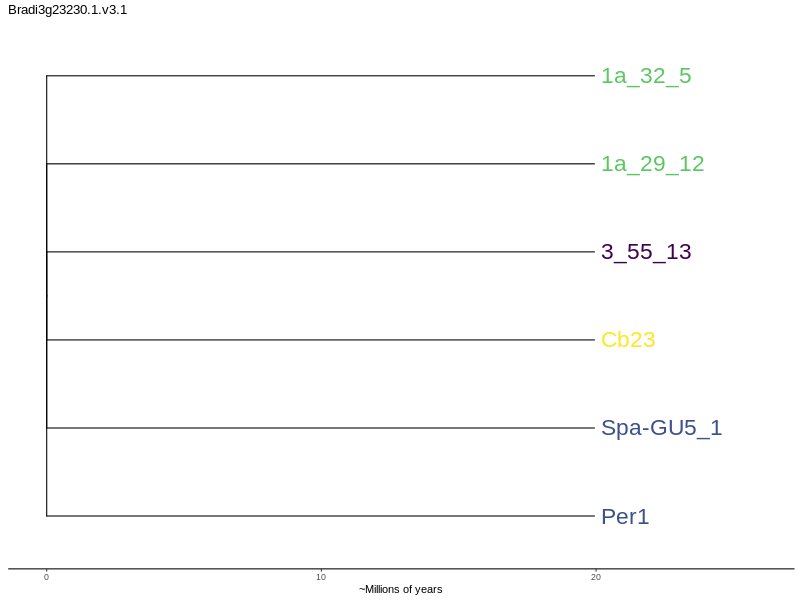 Bradi3g23230.1.v3.1
1a_32_5
1a_29_12
3_55_13
Cb23
Spa-GU5_1
Per1
0 10 20
~Millions of years